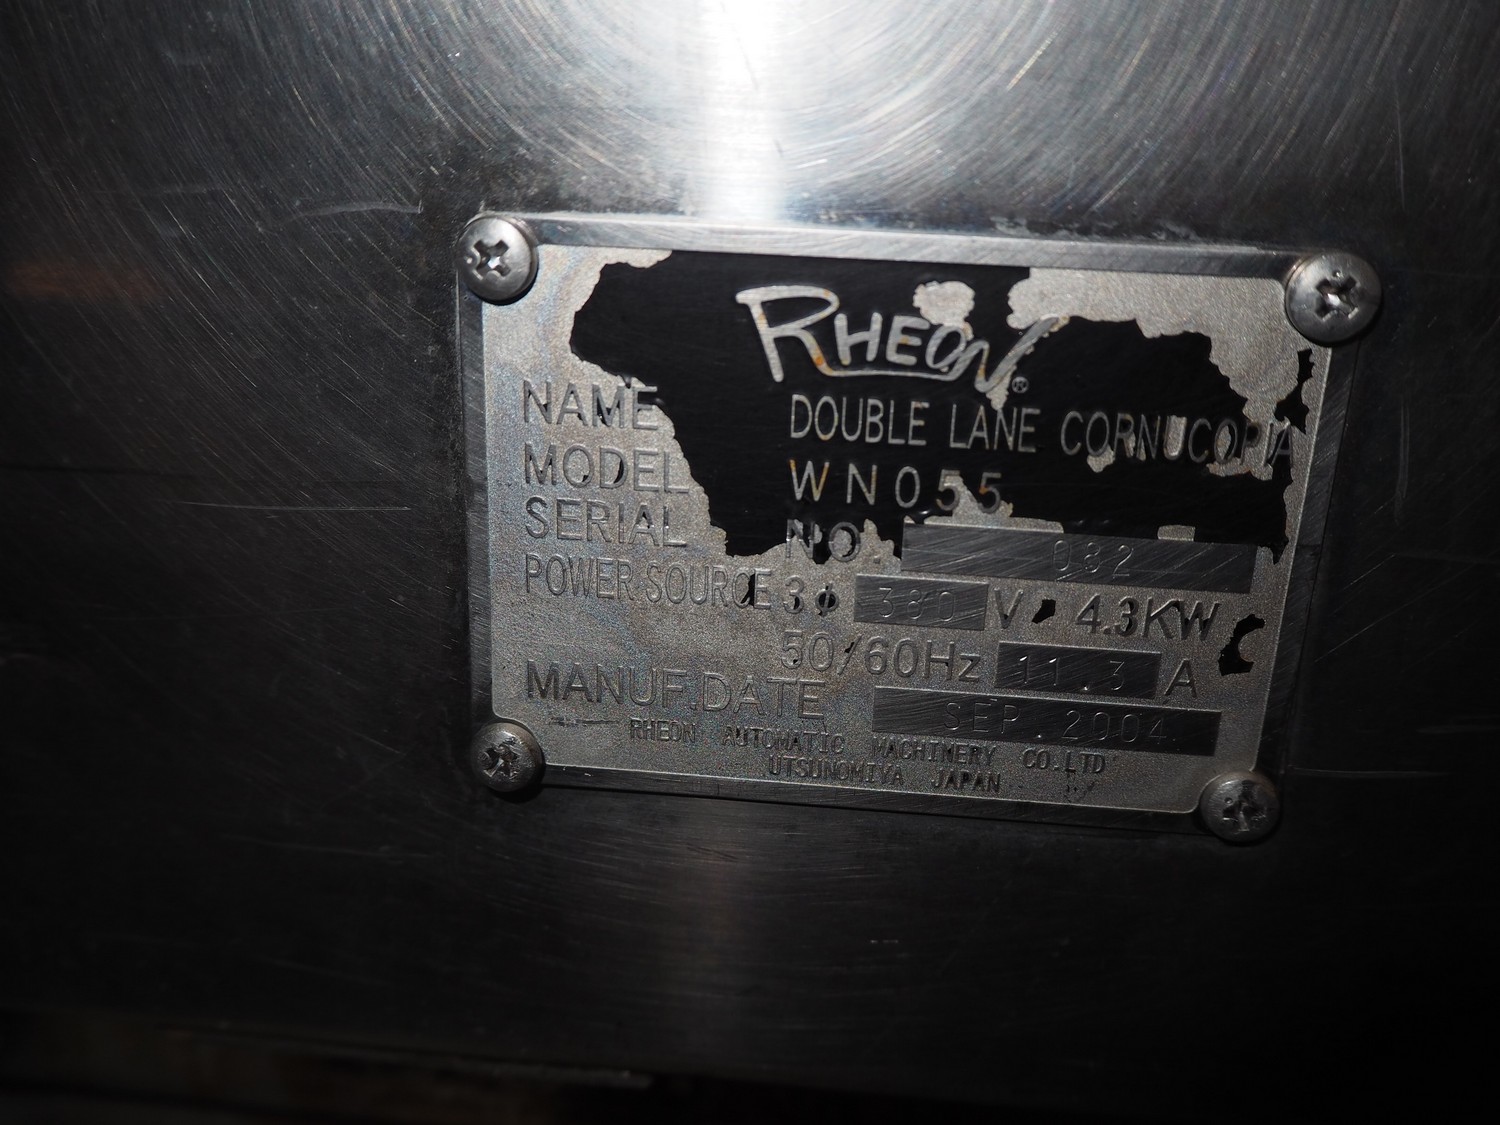 RHEON®
NAME DOUBLE LANE CORNUCOPIA
MODEL WN055
SERIAL NO. 032
POWER SOURCE 3φ 380 V 4.3KW
50/60Hz 11.3 A
MANUF.DATE SEP.2004
RHEON AUTOMATIC MACHINERY CO.LTD
UTSUNOMIYA JAPAN